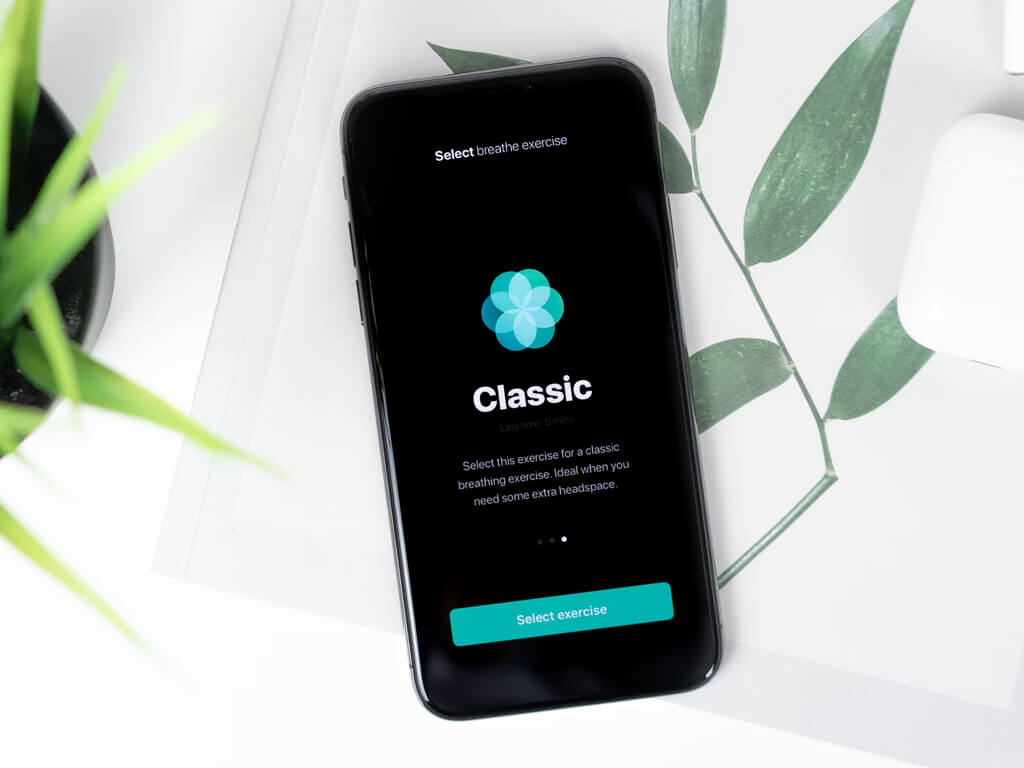 Select breathe exercise
Classic
Last time: 5 mins
Select this exercise for a classic
breathing exercise. Ideal when you
need some extra headspace.
Select exercise